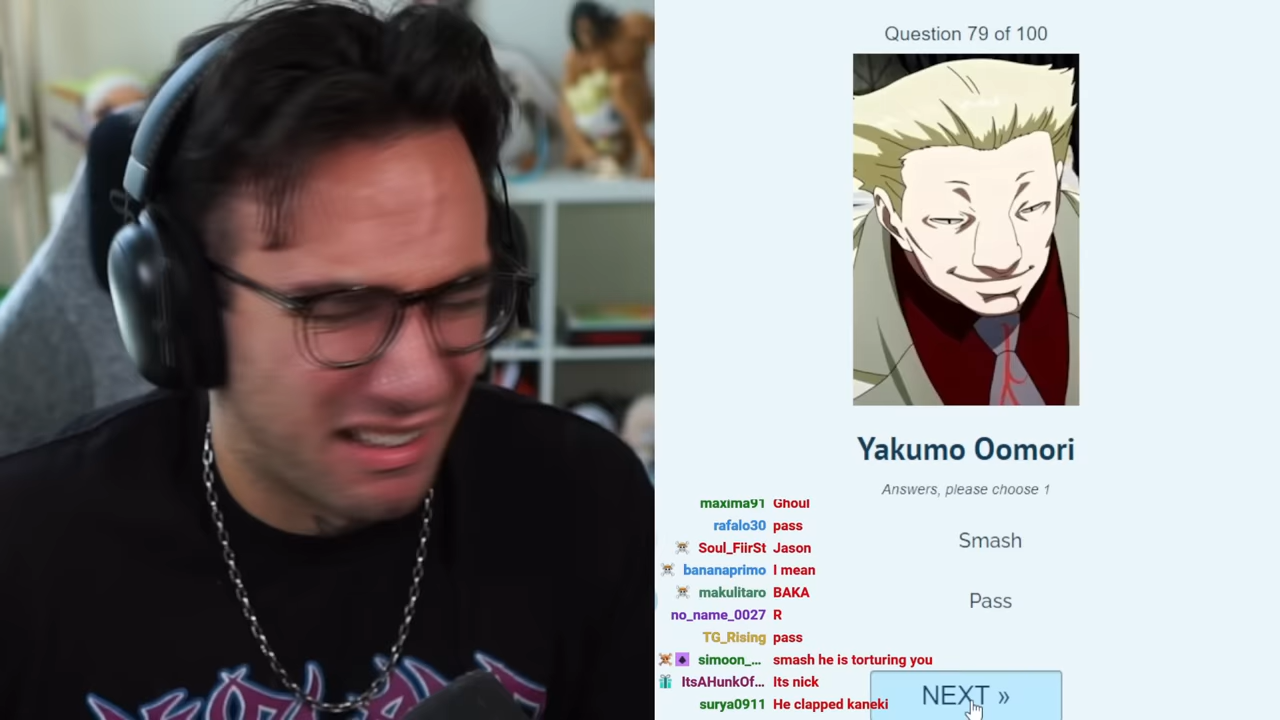 Question 79 of 100
Yakumo Oomori
Answers, please choose 1
maxima91 Ghoul
rafalo30 pass
Soul_FiirSt Jason
bananaprimo I mean
makulitaro BAKA
no_name_0027 R
TG_Rising pass
simoon_... smash he is torturing you
ItsAHunkOf... Its nick
surya0911 He clapped kaneki
Smash
Pass
NEXT »